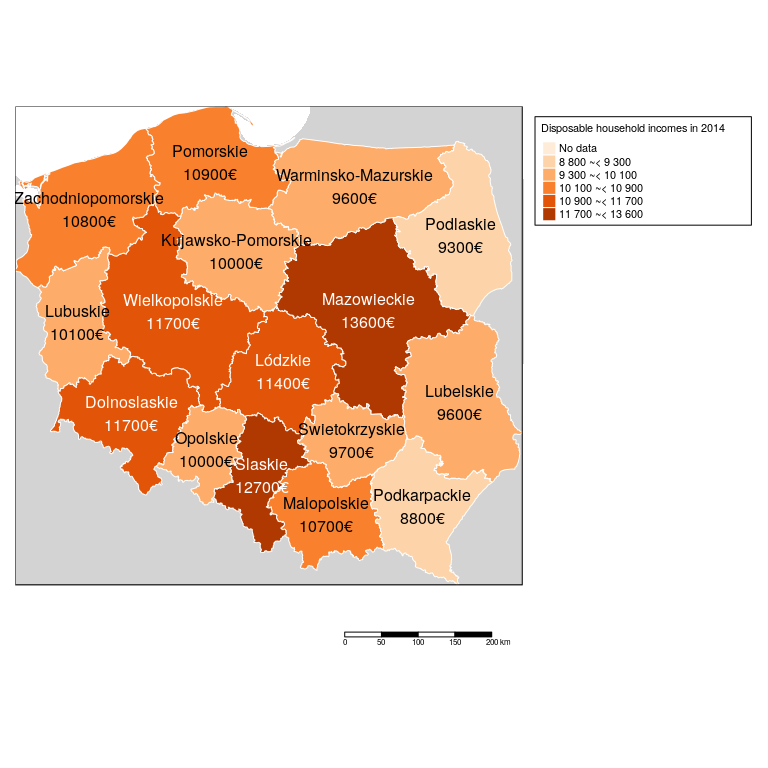 Disposable household incomes in 2014
No data
8 800 ~< 9 300
9 300 ~< 10 100
10 100 ~< 10 900
10 900 ~< 11 700
11 700 ~< 13 600
Pomorskie
10900€
Warminsko-Mazurskie
9600€
Zachodniopomorskie
10800€
Podlaskie
9300€
Kujawsko-Pomorskie
10000€
Wielkopolskie
11700€
Mazowieckie
13600€
Lubuskie
10100€
Lódzkie
11400€
Lubelskie
9600€
Dolnoslaskie
11700€
Opolskie
10000€
Swietokrzyskie
9700€
Slaskie
12700€
Malopolskie
10700€
Podkarpackie
8800€
0 50 100 150 200 km